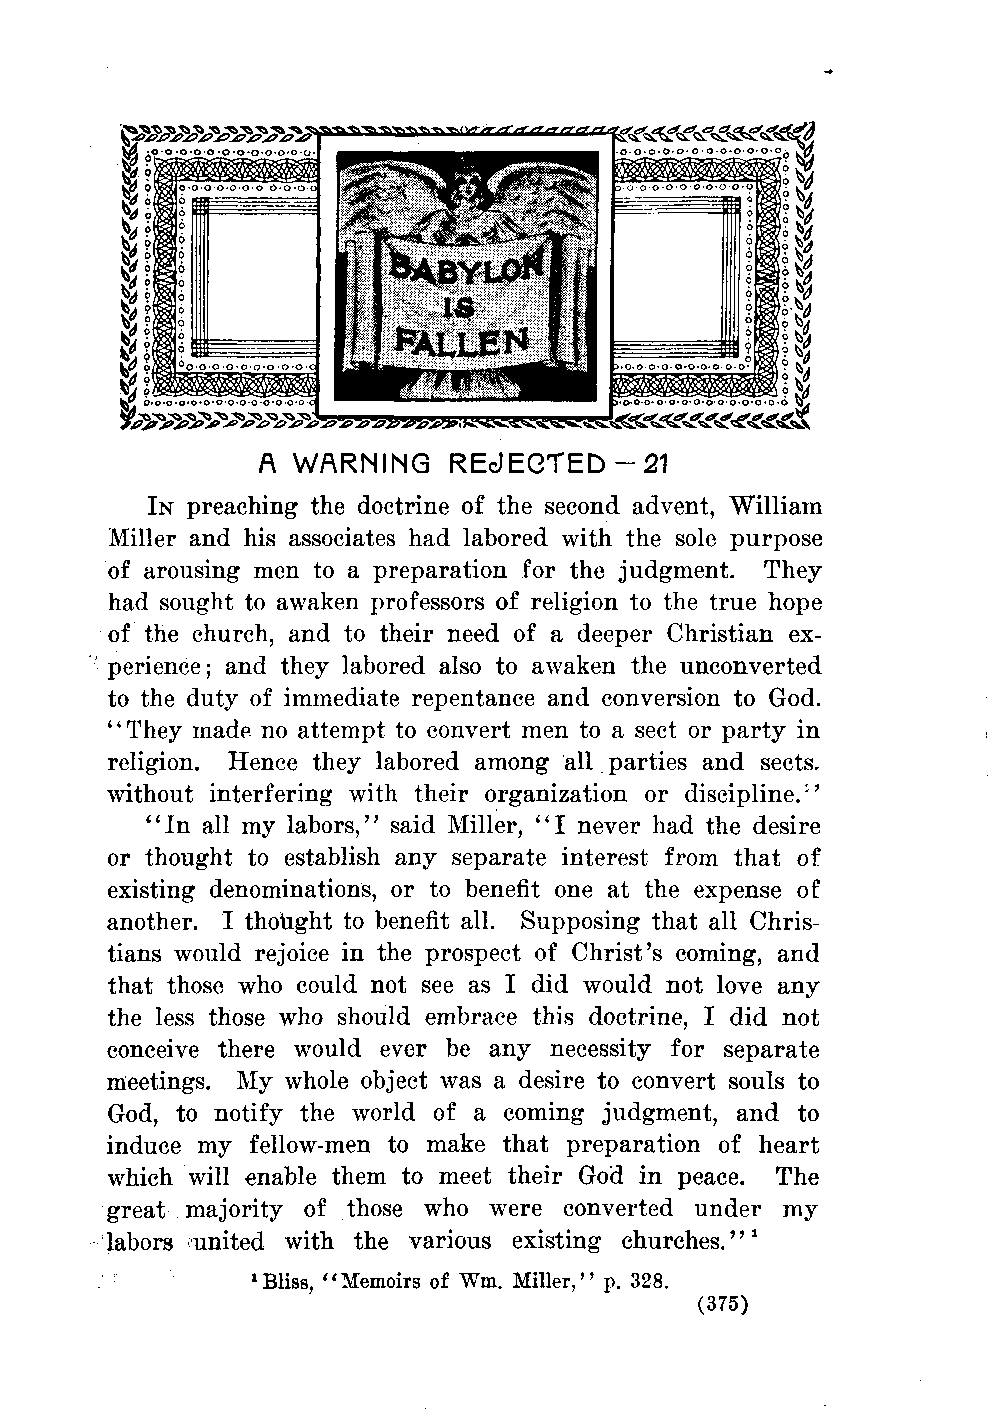 BABYLON
IS
FALLEN
A WARNING REJECTED — 21
IN preaching the doctrine of the second advent, William
Miller and his associates had labored with the sole purpose
of arousing men to a preparation for the judgment. They
had sought to awaken professors of religion to the true hope
of the church, and to their need of a deeper Christian ex-
perience; and they labored also to awaken the unconverted
to the duty of immediate repentance and conversion to God.
“They made no attempt to convert men to a sect or party in
religion. Hence they labored among all parties and sects.
without interfering with their organization or discipline.”
“In all my labors,” said Miller, “I never had the desire
or thought to establish any separate interest from that of
existing denominations, or to benefit one at the expense of
another. I thought to benefit all. Supposing that all Chris-
tians would rejoice in the prospect of Christ’s coming, and
that those who could not see as I did would not love any
the less those who should embrace this doctrine, I did not
conceive there would ever be any necessity for separate
meetings. My whole object was a desire to convert souls to
God, to notify the world of a coming judgment, and to
induce my fellow-men to make that preparation of heart
which will enable them to meet their God in peace. The
great majority of those who were converted under my
labors united with the various existing churches.”¹
¹Bliss, “Memoirs of Wm. Miller,” p. 328.
(375)